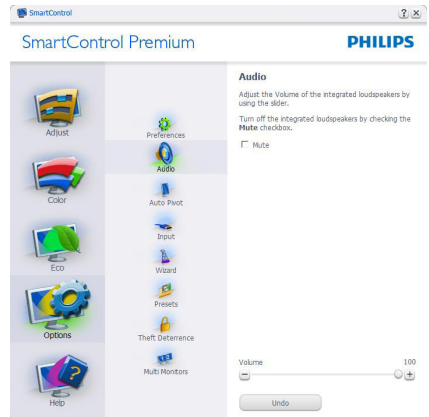 SmartControl
SmartControl Premium
PHILIPS
Adjust
Color
Eco
Options
Help
Preferences
Audio
Auto Pivot
Input
Wizard
Presets
Theft Deterrence
Multi Monitors
Audio
Adjust the Volume of the integrated loudspeakers by
using the slider.
Turn off the integrated loudspeakers by checking the
Mute checkbox.
Mute
Volume 100
Undo